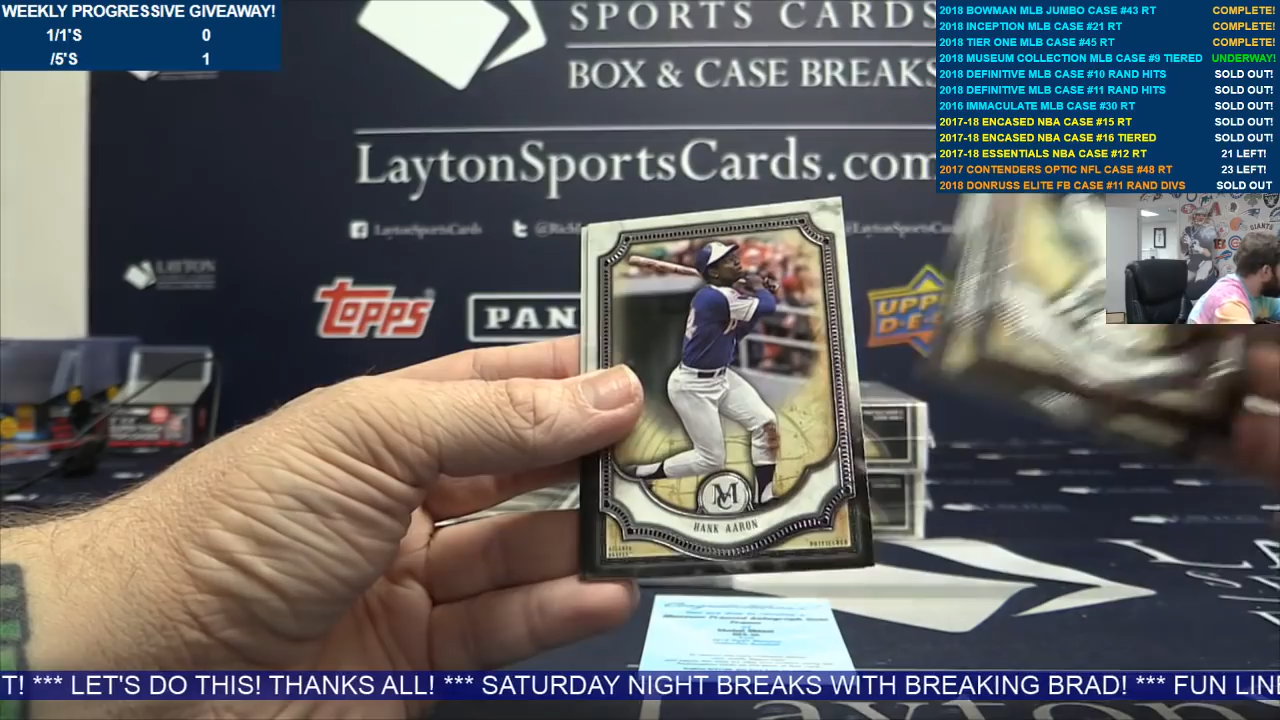 WEEKLY PROGRESSIVE GIVEAWAY!
1/1'S 0
/5'S 1
SPORTS CARDS
BOX & CASE BREAKS
LaytonSportsCards.com
LaytonSportsCards
LAYTON
TOPPS
PAN
UPP
D-E-
2018 BOWMAN MLB JUMBO CASE #43 RT COMPLETE!
2018 INCEPTION MLB CASE #21 RT COMPLETE!
2018 TIER ONE MLB CASE #45 RT COMPLETE!
2018 MUSEUM COLLECTION MLB CASE #9 TIERED UNDERWAY!
2018 DEFINITIVE MLB CASE #10 RAND HITS SOLD OUT!
2018 DEFINITIVE MLB CASE #11 RAND HITS SOLD OUT!
2016 IMMACULATE MLB CASE #30 RT SOLD OUT!
2017-18 ENCASED NBA CASE #15 RT SOLD OUT!
2017-18 ENCASED NBA CASE #16 TIERED SOLD OUT!
2017-18 ESSENTIALS NBA CASE #12 RT 21 LEFT!
2017 CONTENDERS OPTIC NFL CASE #48 RT 23 LEFT!
2018 DONRUSS ELITE FB CASE #11 RAND DIVS SOLD OUT
GIANTS
MC
HANK AARON
Congratulations!
T! *** LET'S DO THIS! THANKS ALL! *** SATURDAY NIGHT BREAKS WITH BREAKING BRAD! *** FUN LINE